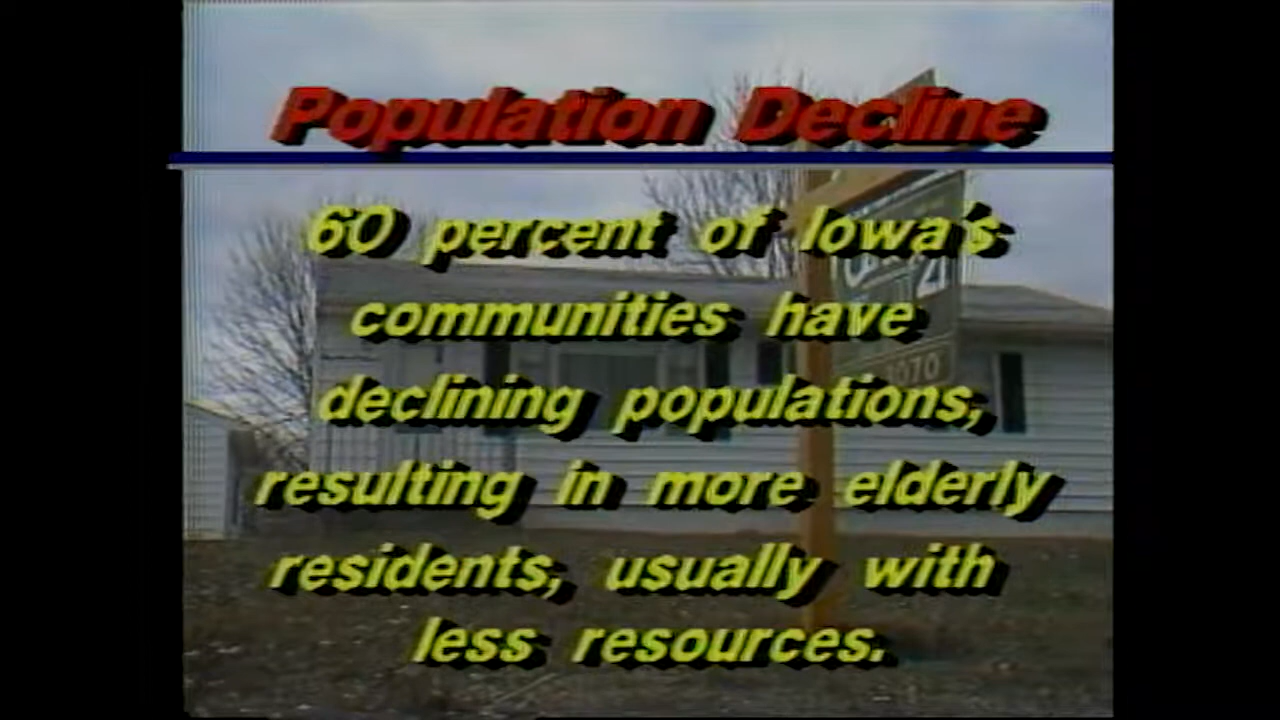 Population Decline
60 percent of Iowa's
communities have
declining populations,
resulting in more elderly
residents, usually with
less resources.
21